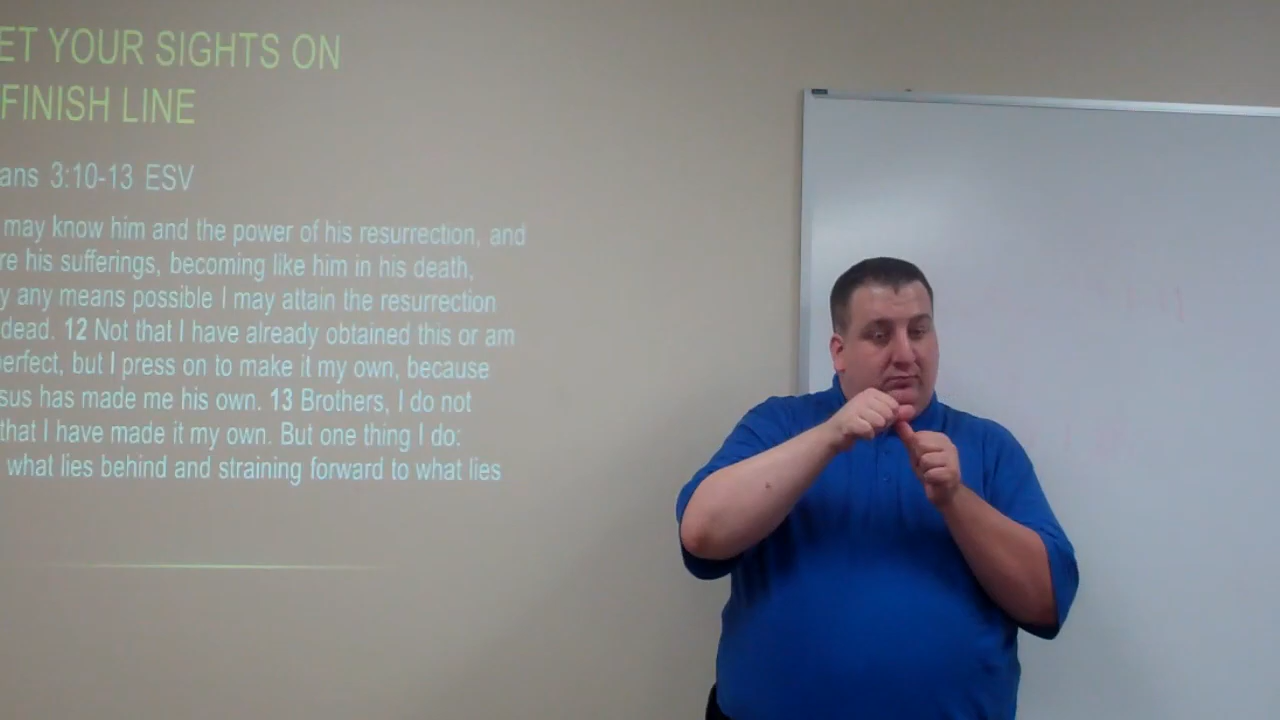 ET YOUR SIGHTS ON
FINISH LINE
ans 3:10-13 ESV
may know him and the power of his resurrection, and
re his sufferings, becoming like him in his death,
y any means possible I may attain the resurrection
dead. 12 Not that I have already obtained this or am
perfect, but I press on to make it my own, because
sus has made me his own. 13 Brothers, I do not
that I have made it my own. But one thing I do:
what lies behind and straining forward to what lies